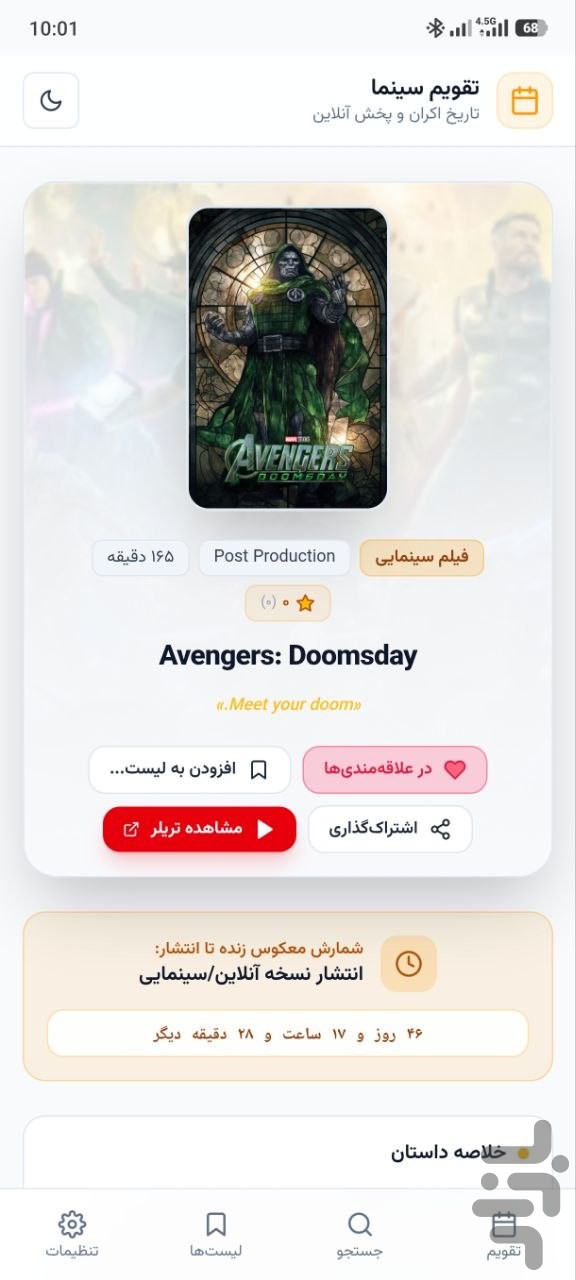 10:01
4.5G
68
تقویم سینما
تاریخ اکران و پخش آنلاین
MARVEL STUDIOS
AVENGERS
DOOMSDAY
فیلم سینمایی
Post Production
۱۶۵ دقیقه
۰ (۰)
Avengers: Doomsday
«Meet your doom.»
در علاقه‌مندی‌ها
افزودن به لیست...
اشتراک‌گذاری
مشاهده تریلر
شمارش معکوس زنده تا انتشار:
انتشار نسخه آنلاین/سینمایی
۴۶ روز و ۱۷ ساعت و ۲۸ دقیقه دیگر
خلاصه داستان
تقویم
جستجو
لیست‌ها
تنظیمات